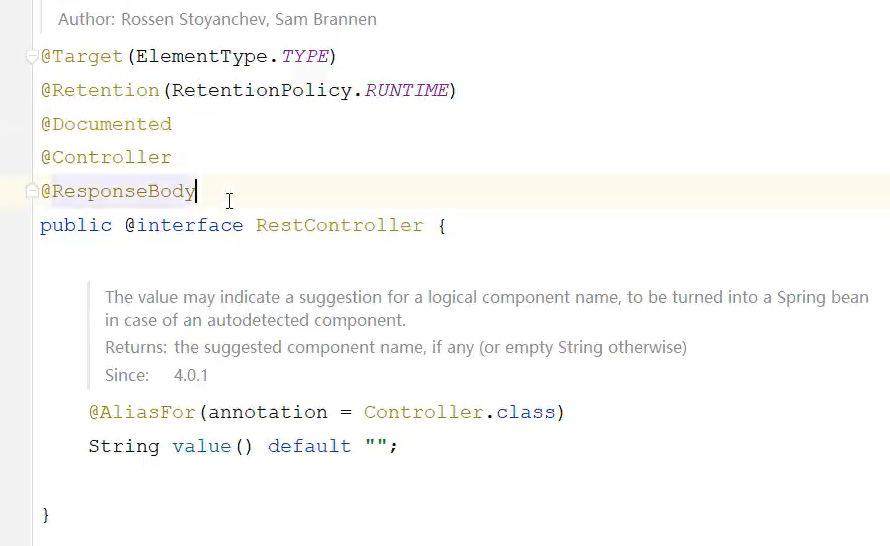 Author: Rossen Stoyanchev, Sam Brannen
@Target(ElementType.TYPE)
@Retention(RetentionPolicy.RUNTIME)
@Documented
@Controller
@ResponseBody
public @interface RestController {
The value may indicate a suggestion for a logical component name, to be turned into a Spring bean
in case of an autodetected component.
Returns: the suggested component name, if any (or empty String otherwise)
Since: 4.0.1
@AliasFor(annotation = Controller.class)
String value() default "";
}